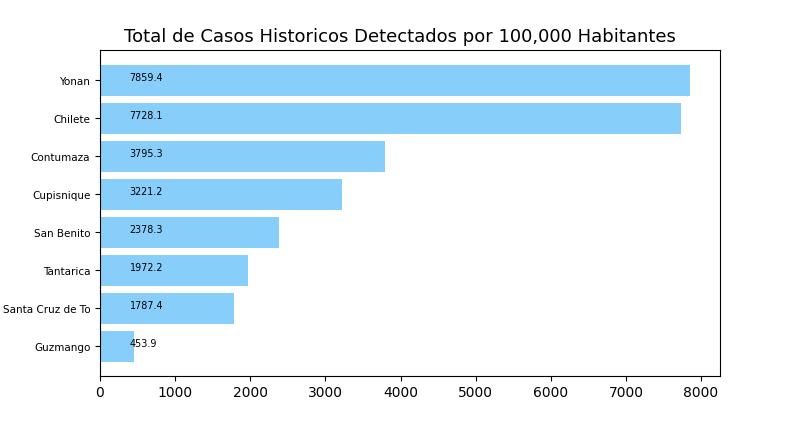 Total de Casos Historicos Detectados por 100,000 Habitantes
Yonan 7859.4
Chilete 7728.1
Contumaza 3795.3
Cupisnique 3221.2
San Benito 2378.3
Tantarica 1972.2
Santa Cruz de To 1787.4
Guzmango 453.9
0 1000 2000 3000 4000 5000 6000 7000 8000